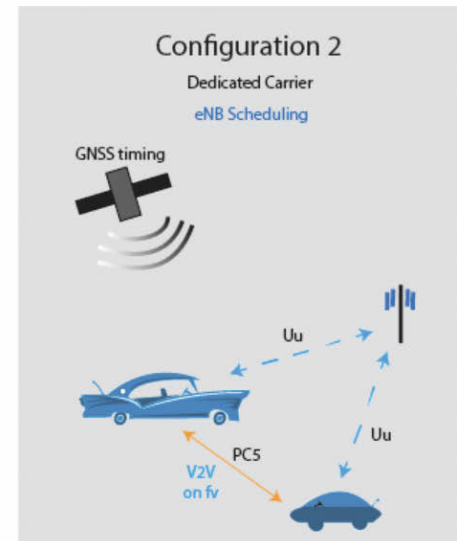 Configuration 2
Dedicated Carrier
eNB Scheduling
GNSS timing
Uu
Uu
PC5
V2V
on fv